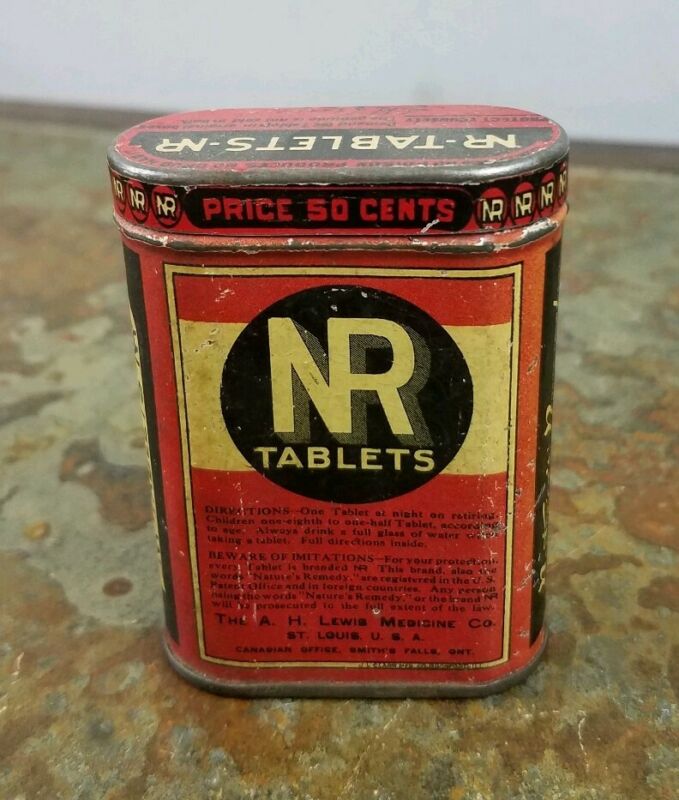 NR-TABLETS-NR
NR NR NR PRICE 50 CENTS NR NR NR
NR
TABLETS
DIRECTIONS—One Tablet at night on retiring.
Children one-eighth to one-half Tablet, according
to age. Always drink a full glass of water
taking a tablet. Full directions inside.
BEWARE OF IMITATIONS—For your protection,
every Tablet is branded NR This brand, also the
words "Nature's Remedy," are registered in the U. S.
Patent Office and in foreign countries. Any person
using the words "Nature's Remedy," or the brand NR
will be prosecuted to the full extent of the law.
THE A. H. LEWIS MEDICINE CO.
ST. LOUIS, U. S. A.
CANADIAN OFFICE, SMITH'S FALLS, ONT.